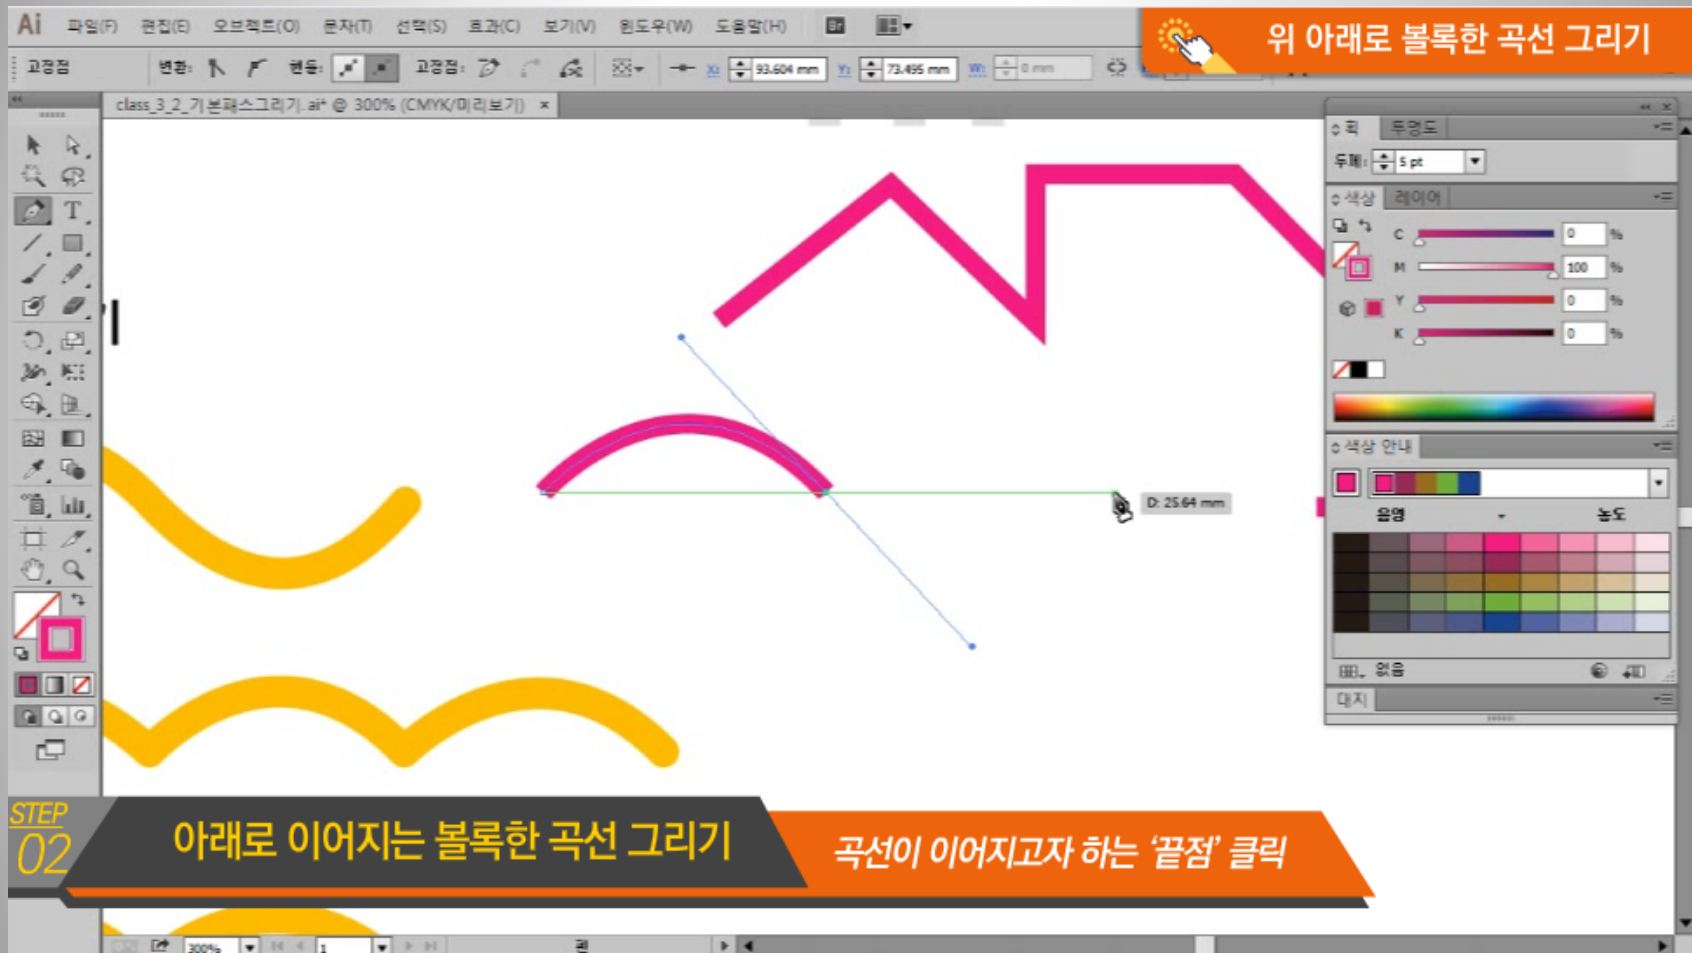 Ai 파일(F) 편집(E) 오브젝트(O) 문자(T) 선택(S) 효과(C) 보기(V) 윈도우(W) 도움말(H) Br
위 아래로 볼록한 곡선 그리기
고정점 변환: 핸들: 고정점: X: 93.604 mm Y: 73.495 mm W: 0 mm
class_3_2_기본패스그리기.ai* @ 300% (CMYK/미리보기) ×
획 투명도
두께: 5 pt
색상 레이어
C 0 %
M 100 %
Y 0 %
K 0 %
색상 안내
D: 25.64 mm
음영 농도
없음
대지
STEP
02
아래로 이어지는 볼록한 곡선 그리기
곡선이 이어지고자 하는 ‘끝점’ 클릭
300% 1 펜